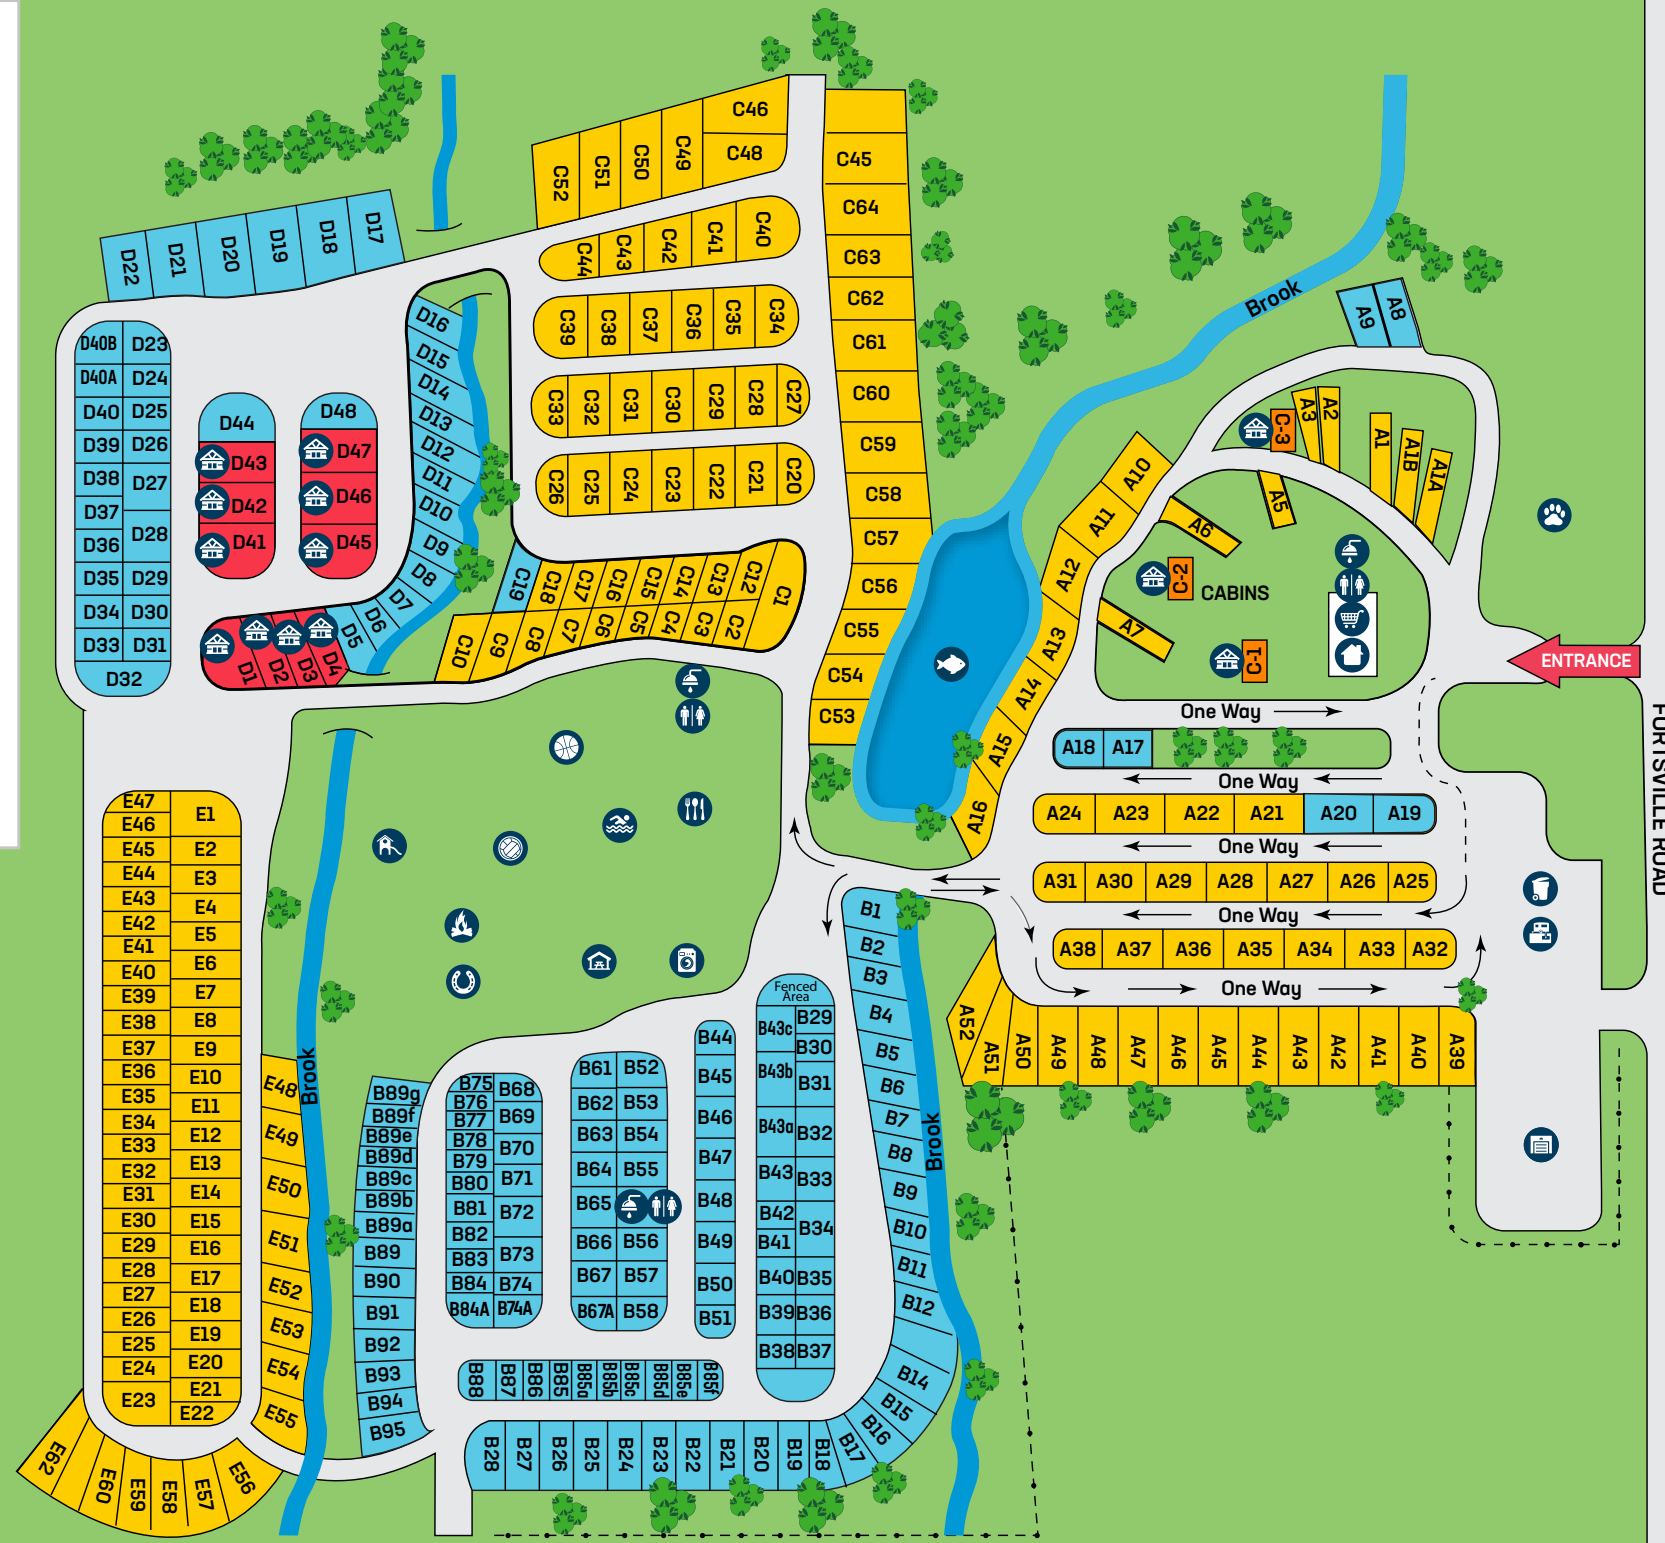 C46
C48
C49
C50
C51
C52
C45
C64
C63
C62
C61
C60
C59
C58
C57
C56
C55
C54
C53
C40
C41
C42
C43
C44
C39
C38
C37
C36
C35
C34
C33
C32
C31
C30
C29
C28
C27
C26
C25
C24
C23
C22
C21
C20
C19
C18
C17
C16
C15
C14
C13
C12
C1
C10
C9
C8
C7
C6
C5
C4
C3
C2
D22
D21
D20
D19
D18
D17
D40B
D23
D40A
D24
D40
D25
D39
D26
D38
D27
D37
D28
D36
D35
D29
D34
D30
D33
D31
D32
D44
D43
D42
D41
D48
D47
D46
D45
D16
D15
D14
D13
D12
D11
D10
D9
D8
D7
D6
D5
D4
D3
D2
D1
Brook
A9
A8
A3
A2
A1
A1B
A1A
C-3
A5
A6
A7
C-2
CABINS
C-1
A10
A11
A12
A13
A14
A15
A16
ENTRANCE
FORTSVILLE ROAD
One Way
A18
A17
One Way
A24
A23
A22
A21
A20
A19
One Way
A31
A30
A29
A28
A27
A26
A25
One Way
A38
A37
A36
A35
A34
A33
A32
One Way
A52
A51
A50
A49
A48
A47
A46
A45
A44
A43
A42
A41
A40
A39
E47
E46
E45
E44
E43
E42
E41
E40
E39
E38
E37
E36
E35
E34
E33
E32
E31
E30
E29
E28
E27
E26
E25
E24
E23
E1
E2
E3
E4
E5
E6
E7
E8
E9
E10
E11
E12
E13
E14
E15
E16
E17
E18
E19
E20
E21
E22
E48
E49
E50
E51
E52
E53
E54
E55
E56
E57
E58
E59
E60
E62
Brook
B89g
B89f
B89e
B89d
B89c
B89b
B89a
B89
B90
B91
B92
B93
B94
B95
B75
B76
B77
B78
B79
B80
B81
B82
B83
B84
B84A
B68
B69
B70
B71
B72
B73
B74
B74A
B61
B52
B62
B53
B63
B54
B64
B55
B65
B66
B56
B67
B57
B67A
B58
B44
B45
B46
B47
B48
B49
B50
B51
Fenced
Area
B43c
B29
B30
B43b
B31
B43a
B32
B43
B33
B42
B34
B41
B40
B35
B39
B36
B38
B37
B88
B87
B86
B85
B85a
B85b
B85c
B85d
B85e
B85f
B1
B2
B3
B4
B5
B6
B7
B8
B9
B10
B11
B12
B14
B15
B16
B17
B18
B19
B20
B21
B22
B23
B24
B25
B26
B27
B28
Brook